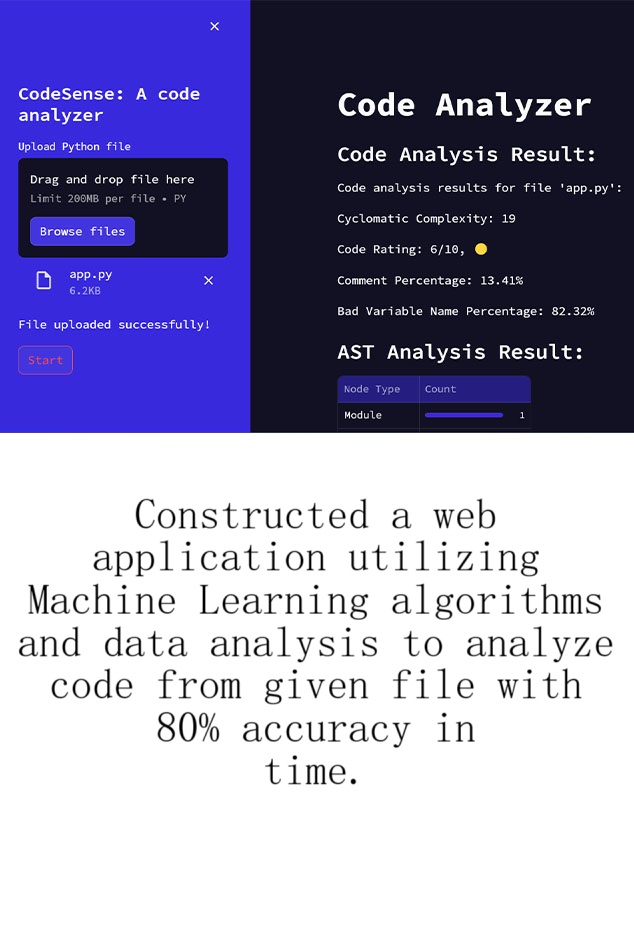 CodeSense: A code
analyzer
Upload Python file
Drag and drop file here
Limit 200MB per file • PY
Browse files
app.py
6.2KB
File uploaded successfully!
Start
Code Analyzer
Code Analysis Result:
Code analysis results for file 'app.py':
Cyclomatic Complexity: 19
Code Rating: 6/10, 🟡
Comment Percentage: 13.41%
Bad Variable Name Percentage: 82.32%
AST Analysis Result:
Node Type Count
Module 1
Constructed a web
application utilizing
Machine Learning algorithms
and data analysis to analyze
code from given file with
80% accuracy in
time.